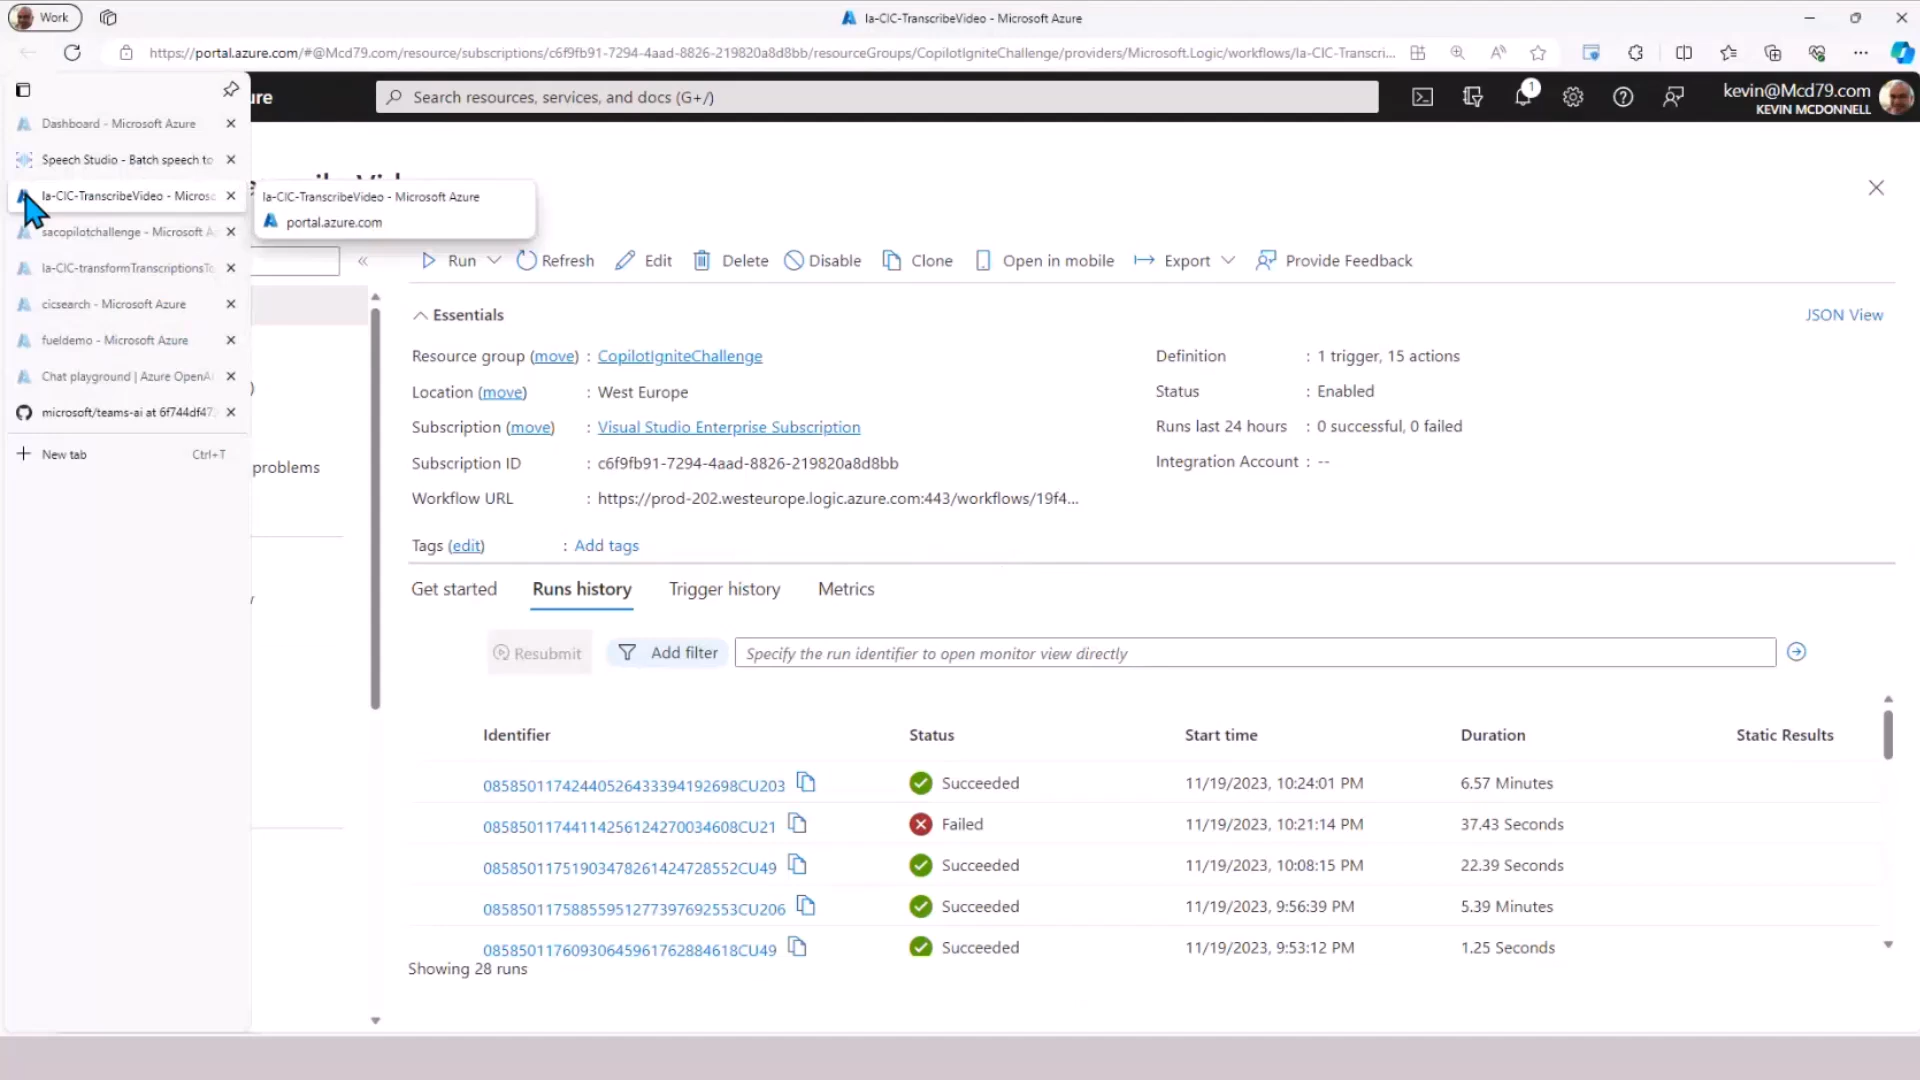 Work
la-CIC-TranscribeVideo - Microsoft Azure
https://portal.azure.com/#@Mcd79.com/resource/subscriptions/c6f9fb91-7294-4aad-8826-219820a8d8bb/resourceGroups/CopilotIgniteChallenge/providers/Microsoft.Logic/workflows/la-CIC-Transcri...
ure
Search resources, services, and docs (G+/)
1
kevin@Mcd79.com
KEVIN MCDONNELL
Dashboard - Microsoft Azure
Speech Studio - Batch speech to
la-CIC-TranscribeVideo - Microsc
sacopilotchallenge - Microsoft A
la-CIC-transformTranscriptionsTo
cicsearch - Microsoft Azure
fueldemo - Microsoft Azure
Chat playground | Azure OpenA
microsoft/teams-ai at 6f744df47
New tab Ctrl+T
la-CIC-TranscribeVideo - Microsoft Azure
portal.azure.com
)
problems
Run
Refresh
Edit
Delete
Disable
Clone
Open in mobile
Export
Provide Feedback
Essentials
JSON View
Resource group (move) : CopilotIgniteChallenge
Location (move) : West Europe
Subscription (move) : Visual Studio Enterprise Subscription
Subscription ID : c6f9fb91-7294-4aad-8826-219820a8d8bb
Workflow URL : https://prod-202.westeurope.logic.azure.com:443/workflows/19f4...
Definition : 1 trigger, 15 actions
Status : Enabled
Runs last 24 hours : 0 successful, 0 failed
Integration Account : --
Tags (edit) : Add tags
Get started
Runs history
Trigger history
Metrics
Resubmit
Add filter
Specify the run identifier to open monitor view directly
Identifier Status Start time Duration Static Results
08585011742440526433394192698CU203 Succeeded 11/19/2023, 10:24:01 PM 6.57 Minutes
08585011744114256124270034608CU21 Failed 11/19/2023, 10:21:14 PM 37.43 Seconds
08585011751903478261424728552CU49 Succeeded 11/19/2023, 10:08:15 PM 22.39 Seconds
08585011758855951277397692553CU206 Succeeded 11/19/2023, 9:56:39 PM 5.39 Minutes
08585011760930645961762884618CU49 Succeeded 11/19/2023, 9:53:12 PM 1.25 Seconds
Showing 28 runs